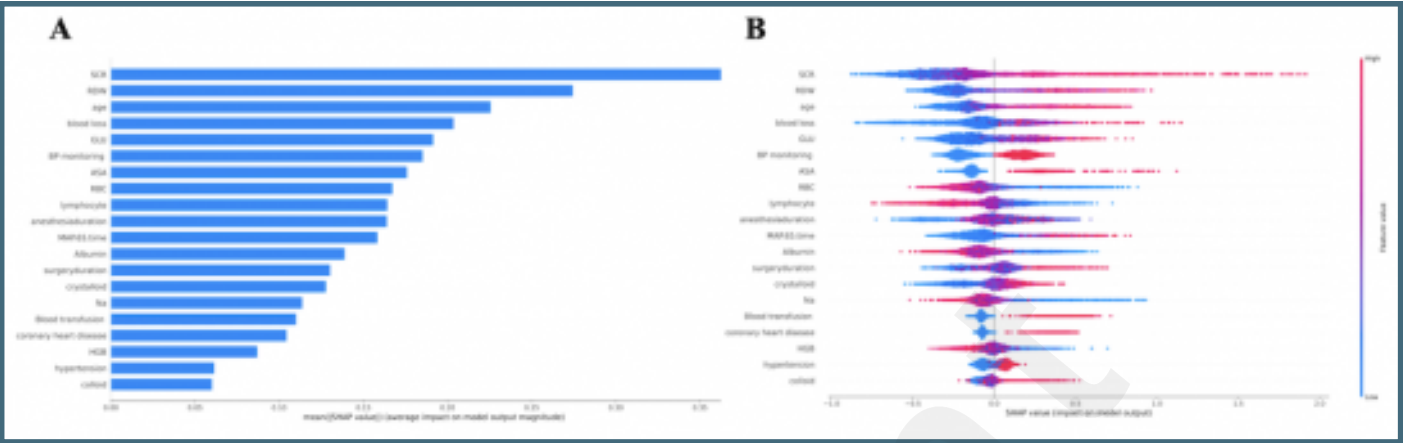 A
SCR
RDW
age
blood loss
GLU
BP monitoring
ASA
RBC
lymphocyte
anesthesiaduration
MAP65.time
Albumin
surgeryduration
crystalloid
Na
Blood transfusion
coronary heart disease
HGB
hypertension
colloid
0.00 0.05 0.10 0.15 0.20 0.25 0.30 0.35
mean(|SHAP value|) (average impact on model output magnitude)
B
SCR
RDW
age
blood loss
GLU
BP monitoring
ASA
RBC
lymphocyte
anesthesiaduration
MAP65.time
Albumin
surgeryduration
crystalloid
Na
Blood transfusion
coronary heart disease
HGB
hypertension
colloid
−1.0 −0.5 0.0 0.5 1.0 1.5 2.0
SHAP value (impact on model output)
High
Feature value
Low